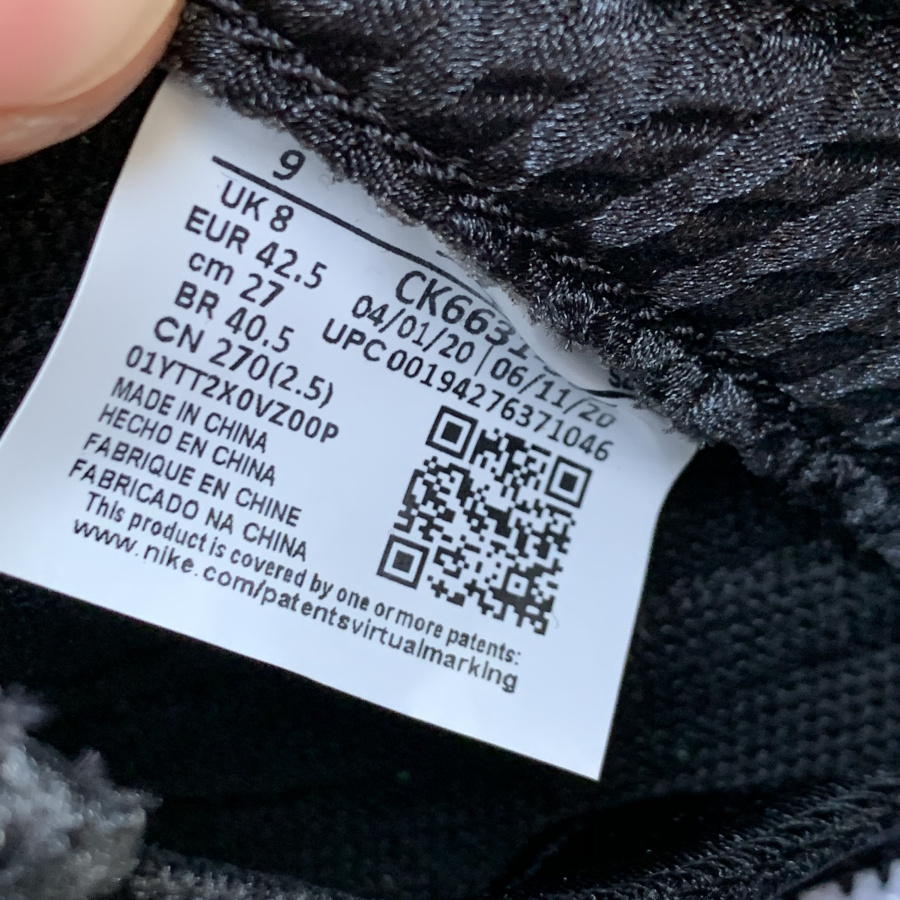 9
UK 8
EUR 42.5
cm 27
BR 40.5
CN 270(2.5)
01YTT2X0VZ00P
MADE IN CHINA
HECHO EN CHINA
FABRIQUE EN CHINE
FABRICADO NA CHINA
This product is covered by one or more patents:
www.nike.com/patentsvirtualmarking
04/01/20 | 06/11/20
UPC 00194276371046